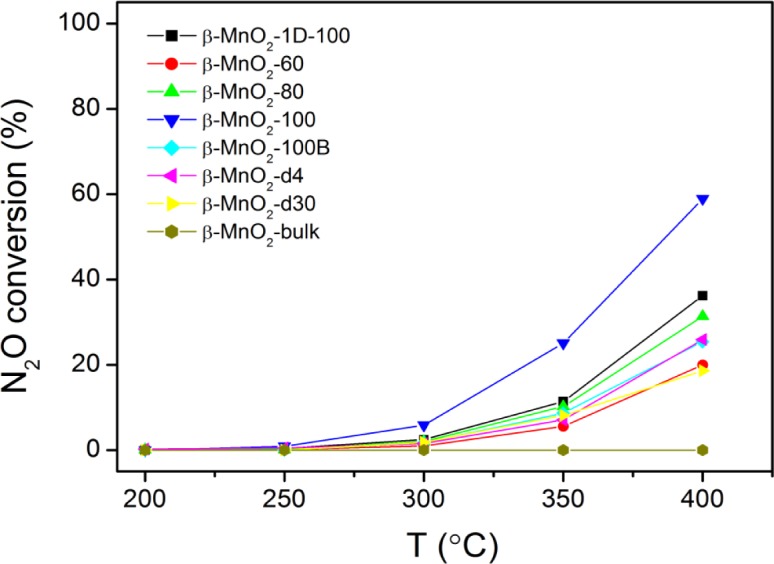 100
80
60
40
20
0
N₂O conversion (%)
β-MnO₂-1D-100
β-MnO₂-60
β-MnO₂-80
β-MnO₂-100
β-MnO₂-100B
β-MnO₂-d4
β-MnO₂-d30
β-MnO₂-bulk
200 250 300 350 400
T (°C)